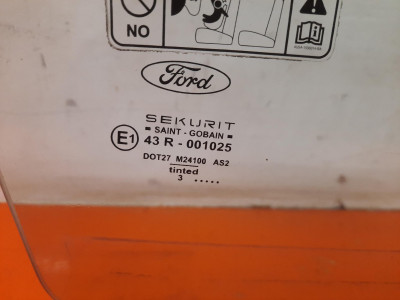 NO
Ford
SEKURIT
SAINT - GOBAIN
E1 43 R - 001025
DOT27 M24100 AS2
tinted
3 .....